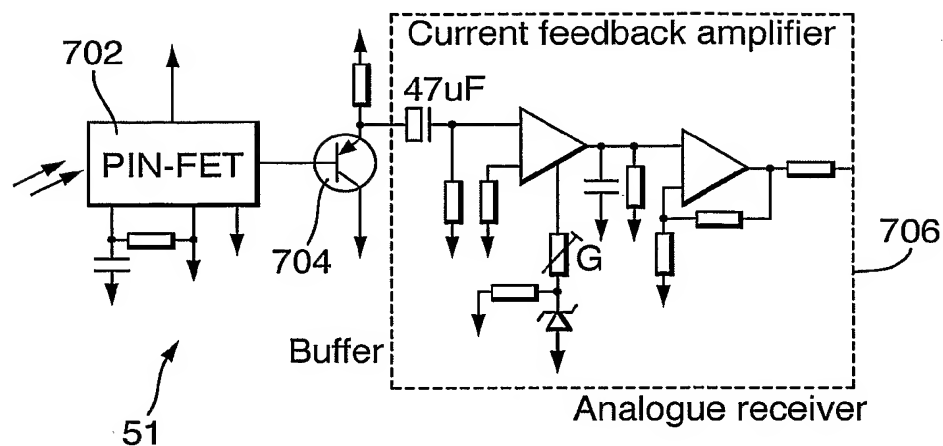 702
Current feedback amplifier
47uF
PIN-FET
704
G
706
Buffer
Analogue receiver
51